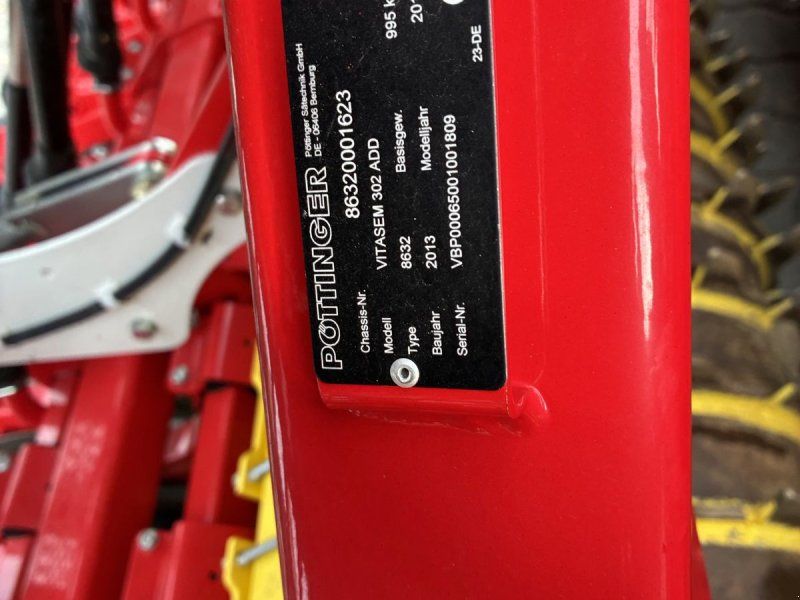 PÖTTINGER Pöttinger Sätechnik GmbH
DE - 06406 Bernburg
Chassis-Nr. 86320001623
Modell VITASEM 302 ADD
Type 8632 Basisgew. 995 k
Baujahr 2013 Modelljahr 201
Serial-Nr. VBP00065001001809
23-DE